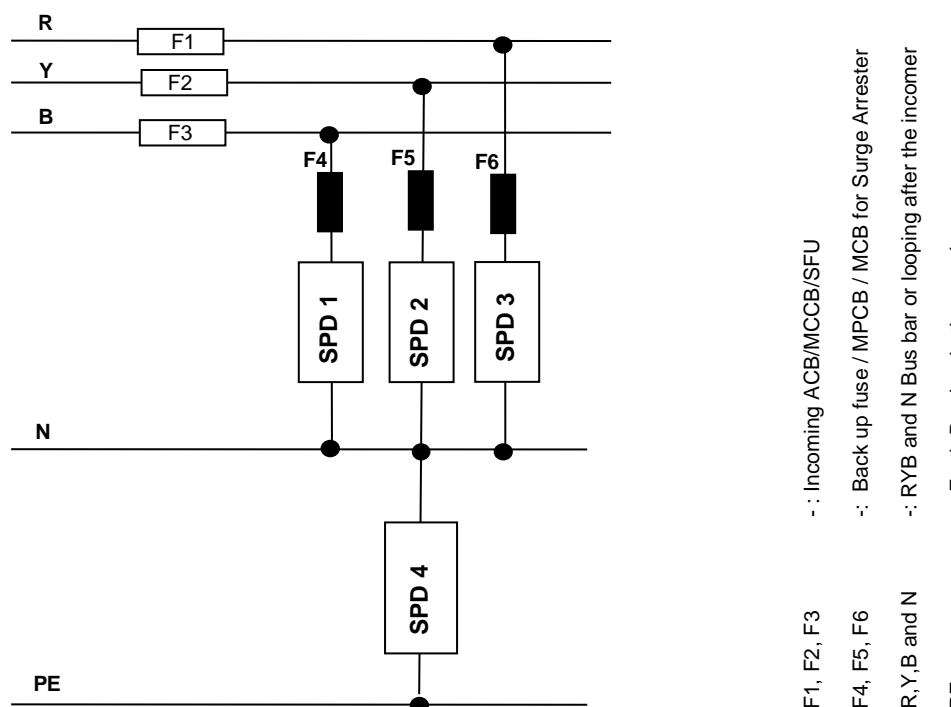 R
F1
Y
F2
B
F3
F4
F5
F6
SPD 1
SPD 2
SPD 3
N
SPD 4
PE
F1, F2, F3 - : Incoming ACB/MCCB/SFU
F4, F5, F6 -: Back up fuse / MPCB / MCB for Surge Arrester
R,Y,B and N -: RYB and N Bus bar or looping after the incomer